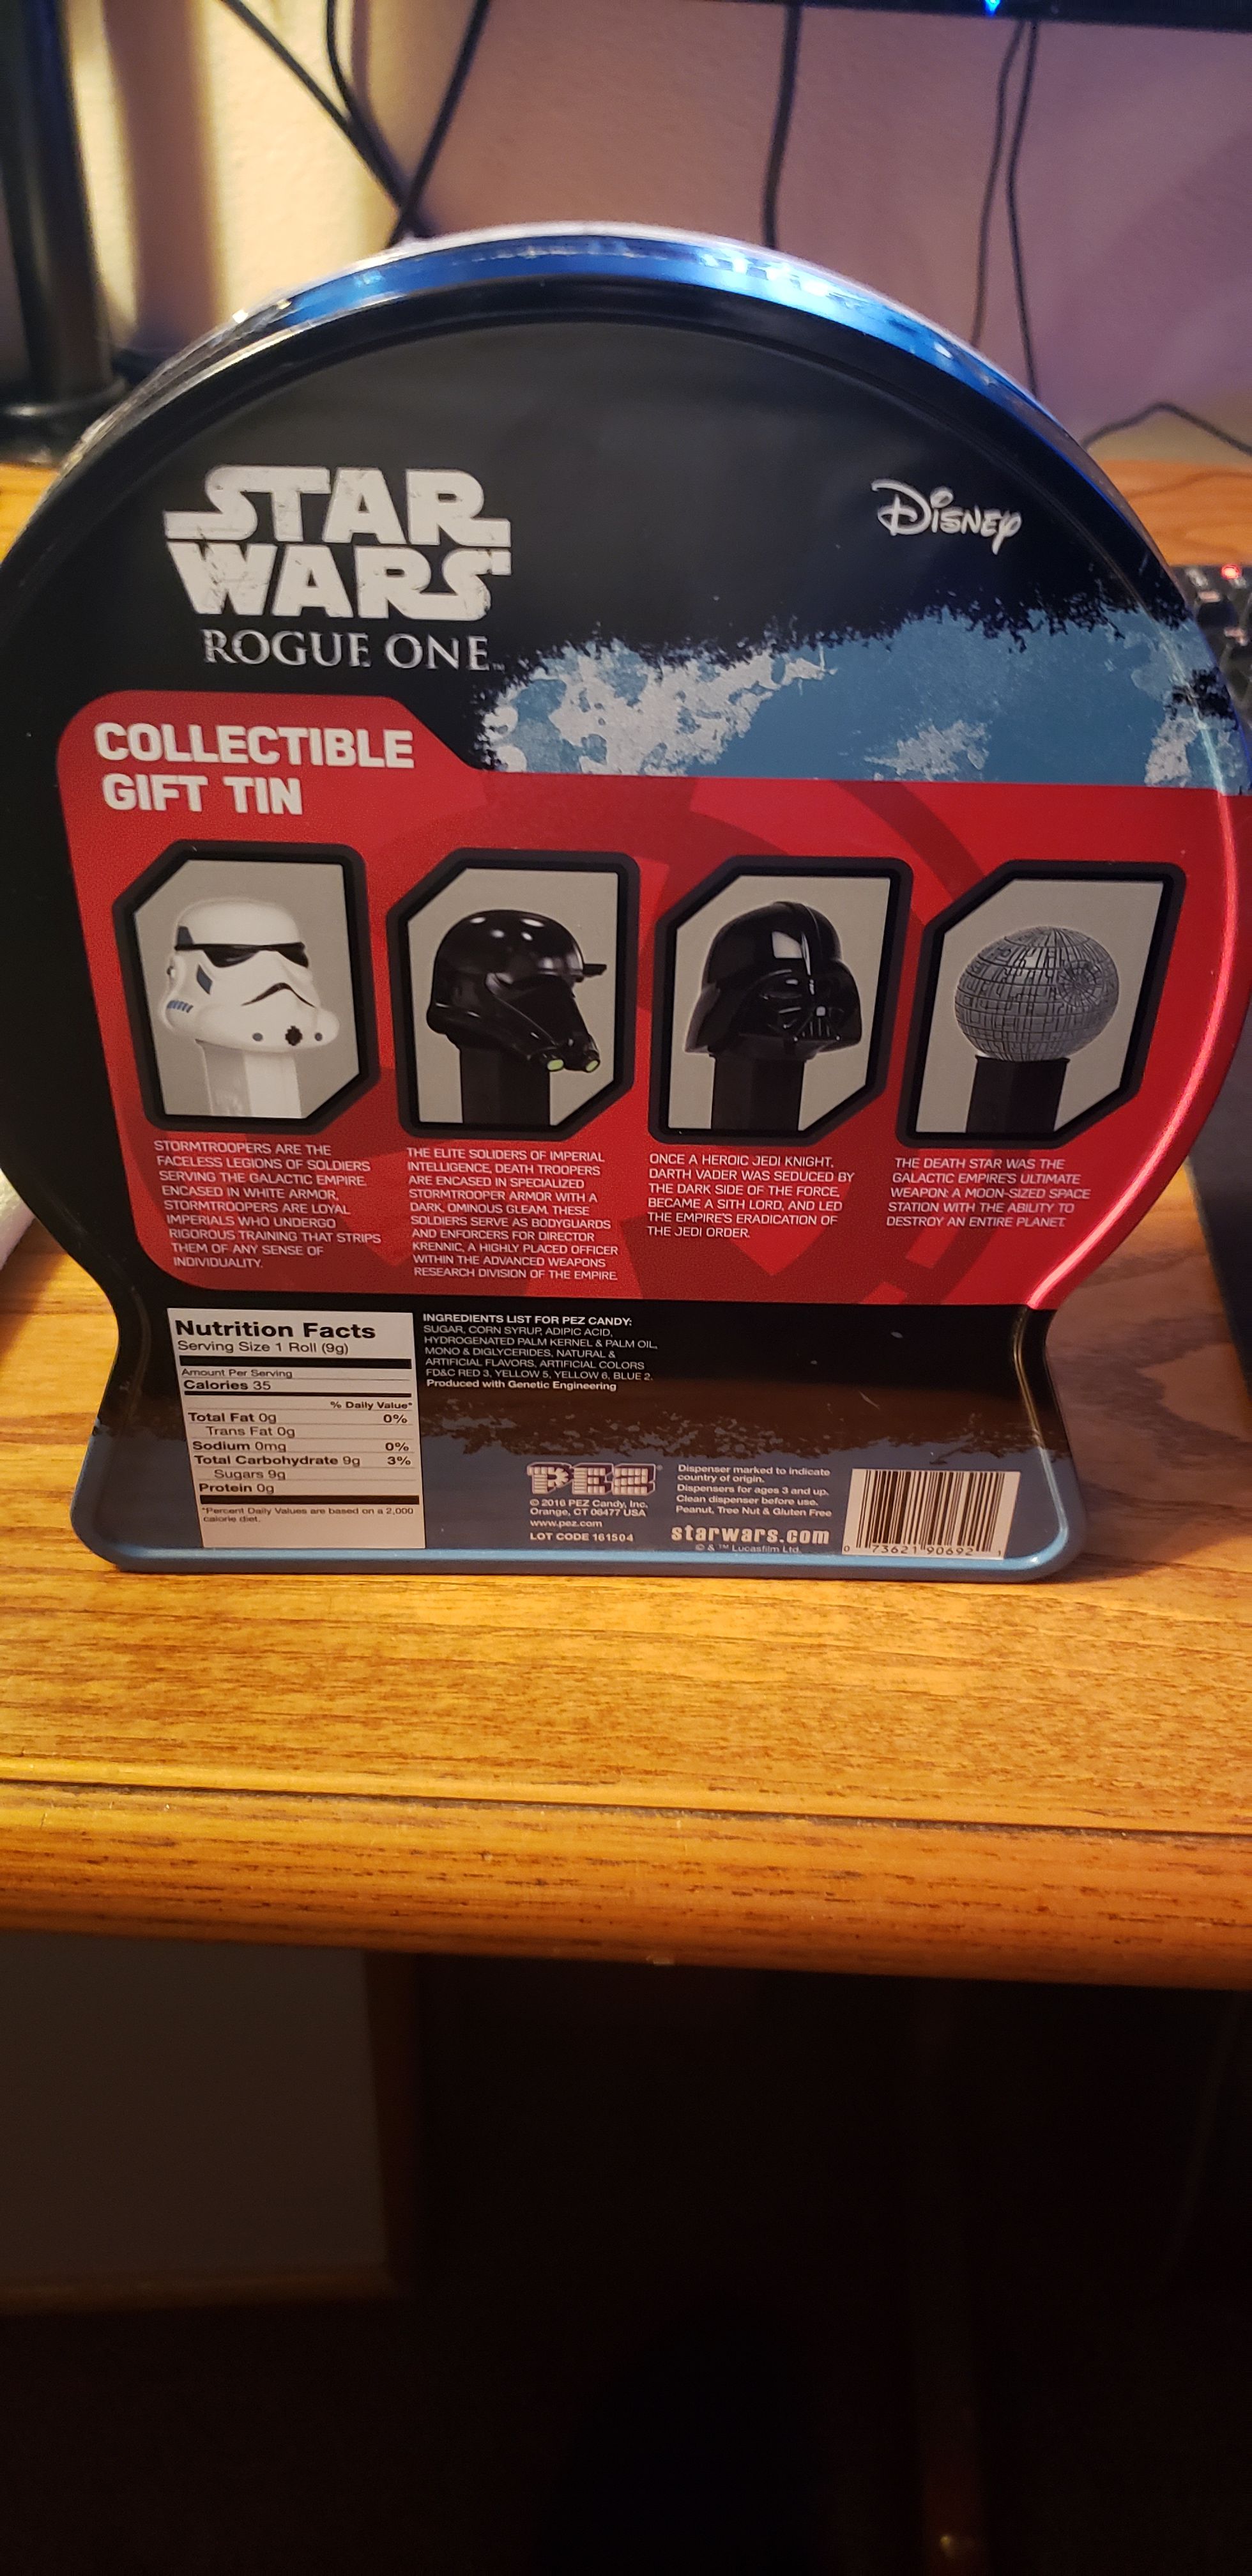 STAR
WARS
ROGUE ONE™
Disney
COLLECTIBLE
GIFT TIN
STORMTROOPERS ARE THE
FACELESS LEGIONS OF SOLDIERS
SERVING THE GALACTIC EMPIRE.
ENCASED IN WHITE ARMOR,
STORMTROOPERS ARE LOYAL
IMPERIALS WHO UNDERGO
RIGOROUS TRAINING THAT STRIPS
THEM OF ANY SENSE OF
INDIVIDUALITY.
THE ELITE SOLIDERS OF IMPERIAL
INTELLIGENCE, DEATH TROOPERS
ARE ENCASED IN SPECIALIZED
STORMTROOPER ARMOR WITH A
DARK, OMINOUS GLEAM. THESE
SOLDIERS SERVE AS BODYGUARDS
AND ENFORCERS FOR DIRECTOR
KRENNIC, A HIGHLY PLACED OFFICER
WITHIN THE ADVANCED WEAPONS
RESEARCH DIVISION OF THE EMPIRE.
ONCE A HEROIC JEDI KNIGHT,
DARTH VADER WAS SEDUCED BY
THE DARK SIDE OF THE FORCE,
BECAME A SITH LORD, AND LED
THE EMPIRE'S ERADICATION OF
THE JEDI ORDER.
THE DEATH STAR WAS THE
GALACTIC EMPIRE'S ULTIMATE
WEAPON: A MOON-SIZED SPACE
STATION WITH THE ABILITY TO
DESTROY AN ENTIRE PLANET.
Nutrition Facts
Serving Size 1 Roll (9g)
Amount Per Serving
Calories 35
% Daily Value*
Total Fat 0g 0%
Trans Fat 0g
Sodium 0mg 0%
Total Carbohydrate 9g 3%
Sugars 9g
Protein 0g
*Percent Daily Values are based on a 2,000
calorie diet.
INGREDIENTS LIST FOR PEZ CANDY:
SUGAR, CORN SYRUP, ADIPIC ACID,
HYDROGENATED PALM KERNEL & PALM OIL,
MONO & DIGLYCERIDES, NATURAL &
ARTIFICIAL FLAVORS, ARTIFICIAL COLORS
FD&C RED 3, YELLOW 5, YELLOW 6, BLUE 2.
Produced with Genetic Engineering
PEZ®
© 2016 PEZ Candy, Inc.
Orange, CT 06477 USA
www.pez.com
LOT CODE 161504
Dispenser marked to indicate
country of origin.
Dispensers for ages 3 and up.
Clean dispenser before use.
Peanut, Tree Nut & Gluten Free
starwars.com
© & ™ Lucasfilm Ltd.
0 73621 90692 1